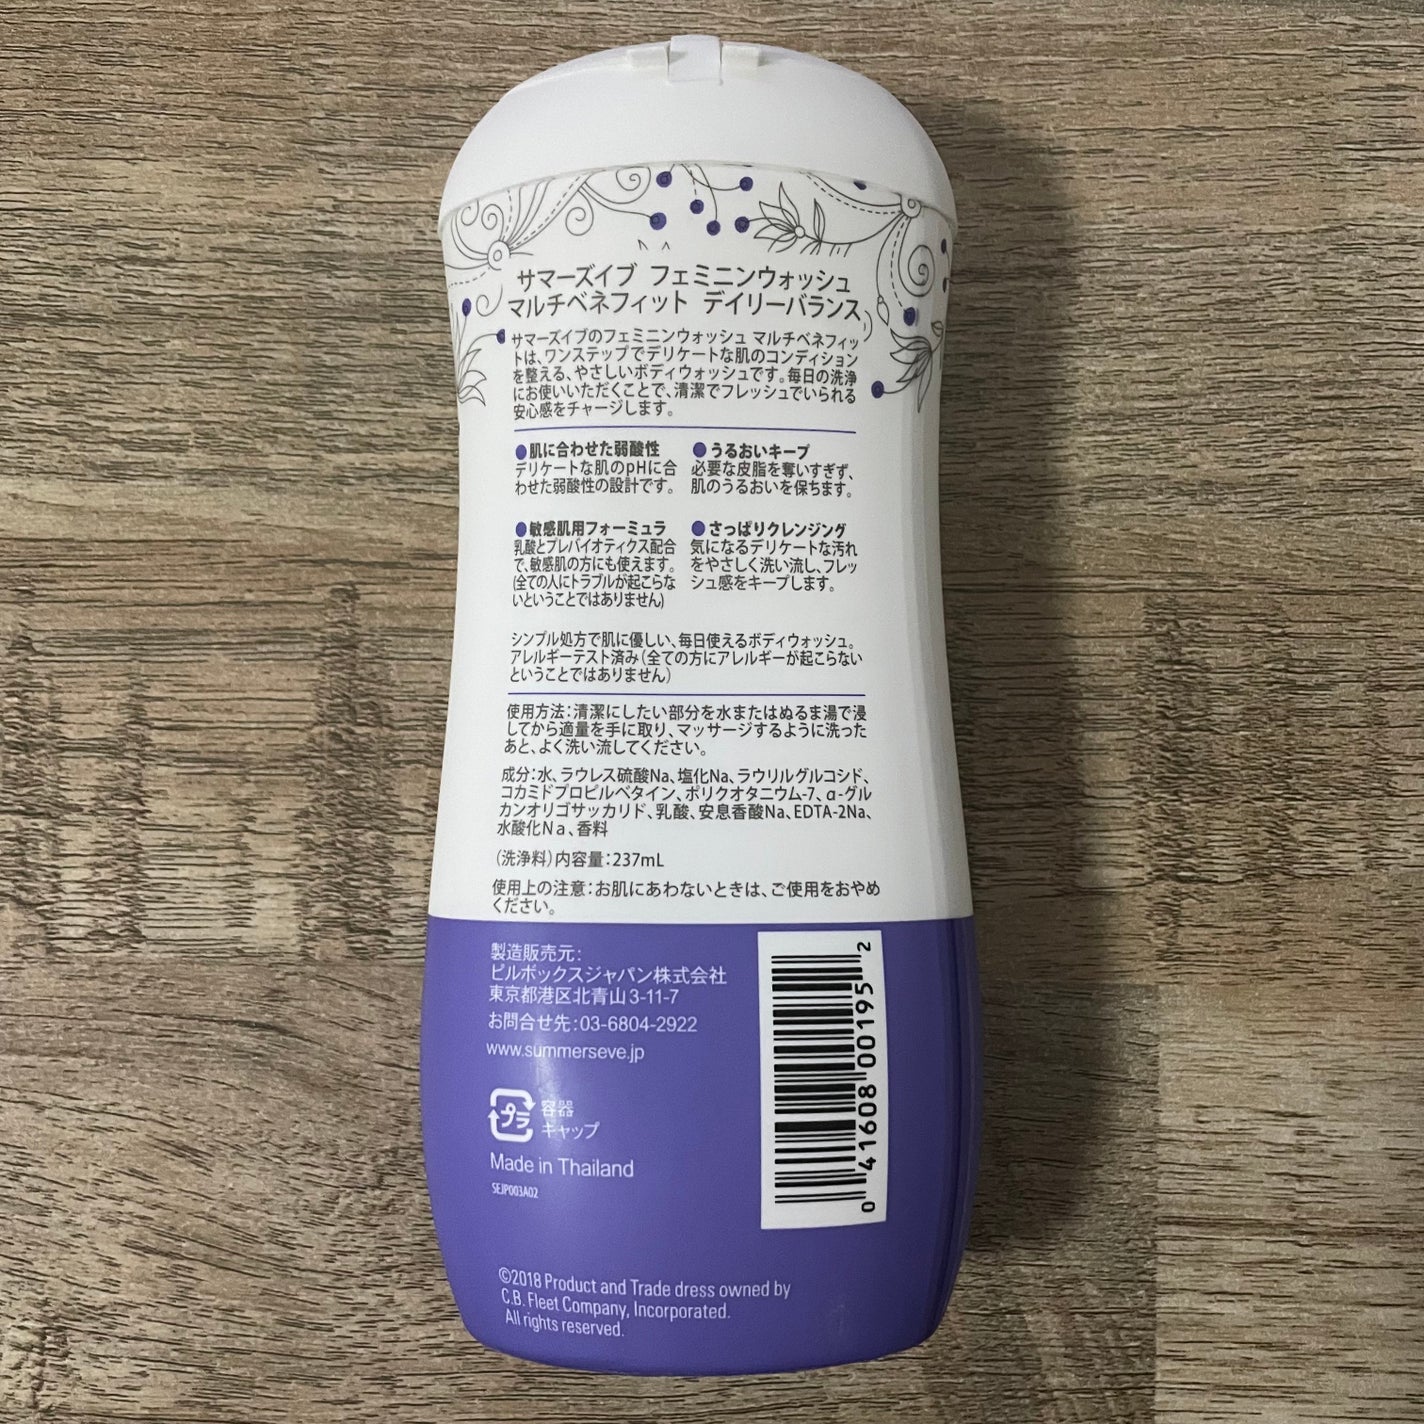 サマーズイブ フェミニンウォッシュ
マルチベネフィット デイリーバランス
サマーズイブのフェミニンウォッシュ マルチベネフィッ
トは、ワンステップでデリケートな肌のコンディション
を整える、やさしいボディウォッシュです。毎日の洗浄
にお使いいただくことで、清潔でフレッシュでいられる
安心感をチャージします。
●肌に合わせた弱酸性
デリケートな肌のpHに合
わせた弱酸性の設計です。
●うるおいキープ
必要な皮脂を奪いすぎず、
肌のうるおいを保ちます。
●敏感肌用フォーミュラ
乳酸とプレバイオティクス配合
で、敏感肌の方にも使えます。
(全ての人にトラブルが起こらな
いということではありません)
●さっぱりクレンジング
気になるデリケートな汚れ
をやさしく洗い流し、フレッ
シュ感をキープします。
シンプル処方で肌に優しい、毎日使えるボディウォッシュ。
アレルギーテスト済み(全ての方にアレルギーが起こらない
ということではありません)
使用方法:清潔にしたい部分を水またはぬるま湯で浸
してから適量を手に取り、マッサージするように洗った
あと、よく洗い流してください。
成分:水、ラウレス硫酸Na、塩化Na、ラウリルグルコシド、
コカミドプロピルベタイン、ポリクオタニウム-7、α-グル
カンオリゴサッカリド、乳酸、安息香酸Na、EDTA-2Na、
水酸化Na、香料
(洗浄料)内容量:237mL
使用上の注意:お肌にあわないときは、ご使用をおやめ
ください。
製造販売元:
ピルボックスジャパン株式会社
東京都港区北青山3-11-7
お問合せ先:03-6804-2922
www.summerseve.jp
プラ
容器
キャップ
Made in Thailand
SEJP003A02
0 41608 00195 2
©2018 Product and Trade dress owned by
C.B. Fleet Company, Incorporated.
All rights reserved.